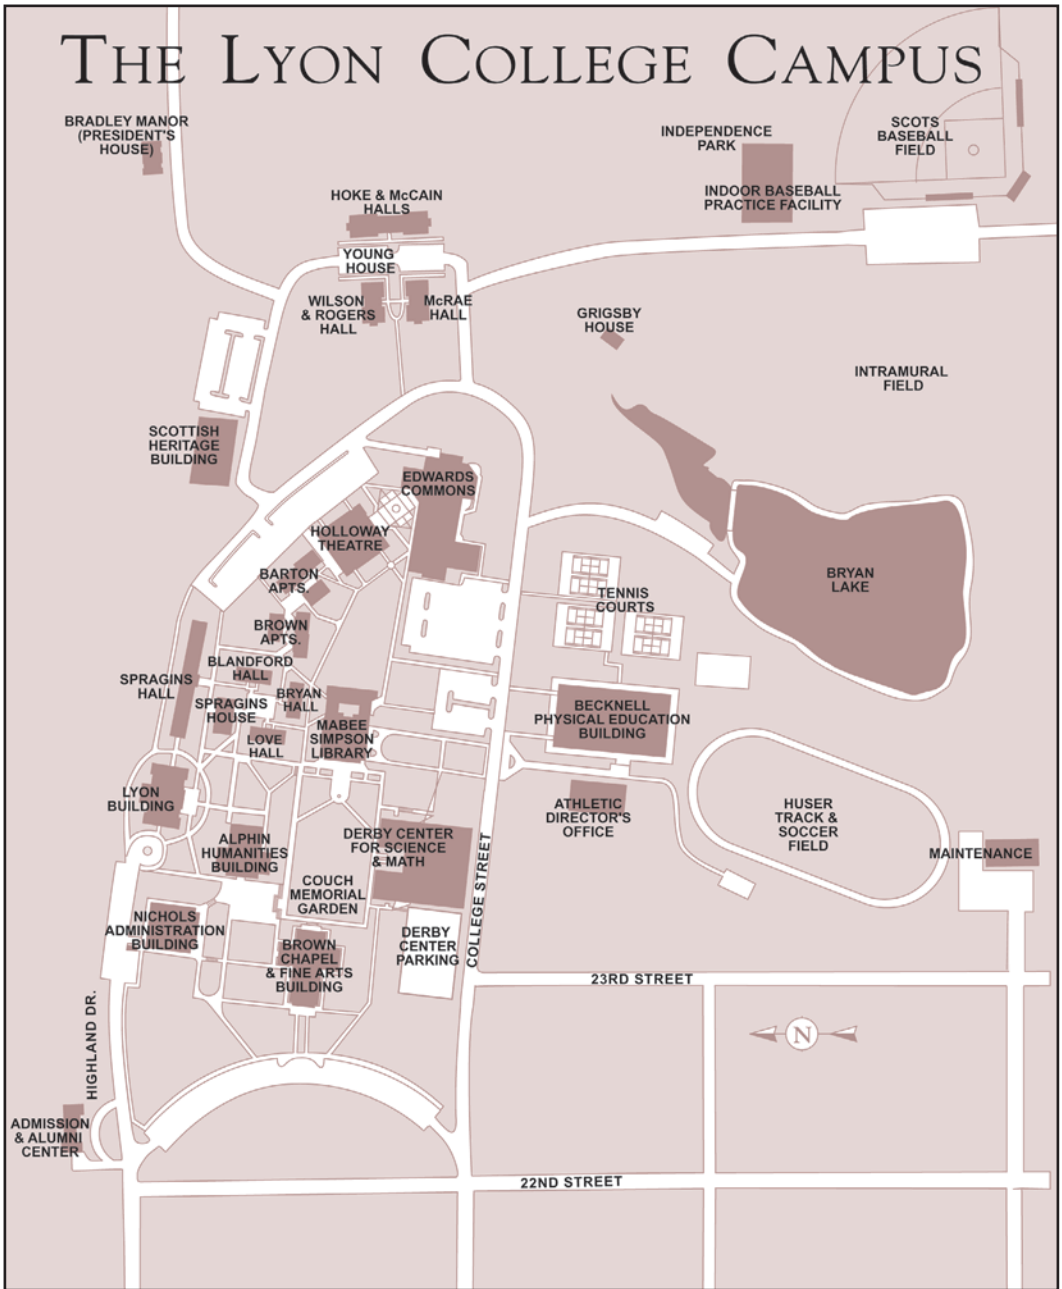 THE LYON COLLEGE CAMPUS
BRADLEY MANOR
(PRESIDENT'S
HOUSE)
INDEPENDENCE
PARK
SCOTS
BASEBALL
FIELD
INDOOR BASEBALL
PRACTICE FACILITY
HOKE & McCAIN
HALLS
YOUNG
HOUSE
WILSON
& ROGERS
HALL
McRAE
HALL
GRIGSBY
HOUSE
INTRAMURAL
FIELD
SCOTTISH
HERITAGE
BUILDING
EDWARDS
COMMONS
HOLLOWAY
THEATRE
BARTON
APTS.
BRYAN
LAKE
TENNIS
COURTS
BROWN
APTS.
BLANDFORD
HALL
SPRAGINS
HALL
BRYAN
HALL
SPRAGINS
HOUSE
LOVE
HALL
MABEE
SIMPSON
LIBRARY
BECKNELL
PHYSICAL EDUCATION
BUILDING
LYON
BUILDING
ATHLETIC
DIRECTOR'S
OFFICE
HUSER
TRACK &
SOCCER
FIELD
ALPHIN
HUMANITIES
BUILDING
DERBY CENTER
FOR SCIENCE
& MATH
MAINTENANCE
COUCH
MEMORIAL
GARDEN
COLLEGE STREET
NICHOLS
ADMINISTRATION
BUILDING
BROWN
CHAPEL
& FINE ARTS
BUILDING
DERBY
CENTER
PARKING
23RD STREET
N
HIGHLAND DR.
ADMISSION
& ALUMNI
CENTER
22ND STREET